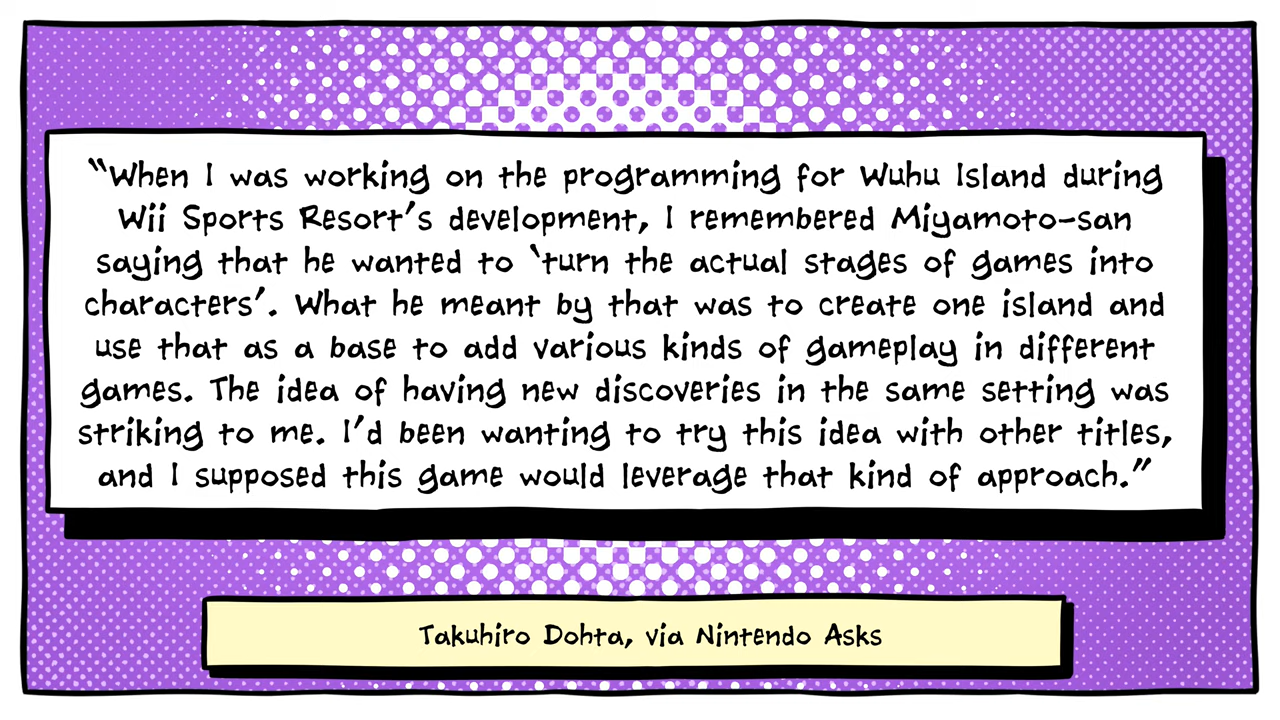 “When I was working on the programming for Wuhu Island during
Wii Sports Resort’s development, I remembered Miyamoto-san
saying that he wanted to ‘turn the actual stages of games into
characters’. What he meant by that was to create one island and
use that as a base to add various kinds of gameplay in different
games. The idea of having new discoveries in the same setting was
striking to me. I’d been wanting to try this idea with other titles,
and I supposed this game would leverage that kind of approach.”
Takuhiro Dohta, via Nintendo Asks